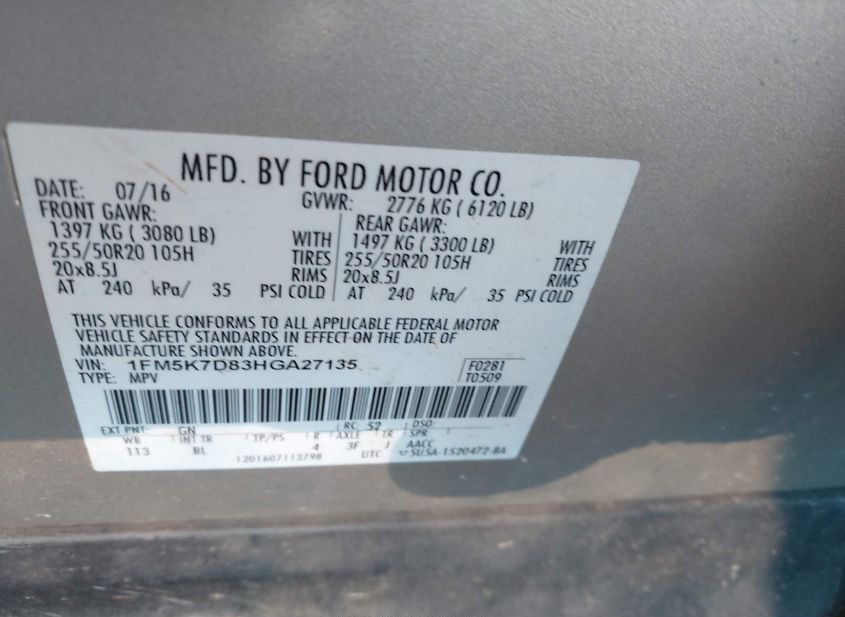 MFD. BY FORD MOTOR CO.
DATE: 07/16 GVWR: 2776 KG ( 6120 LB)
FRONT GAWR: REAR GAWR:
1397 KG ( 3080 LB) WITH 1497 KG ( 3300 LB) WITH
255/50R20 105H TIRES 255/50R20 105H TIRES
20x8.5J RIMS 20x8.5J RIMS
AT 240 kPa/ 35 PSI COLD AT 240 kPa/ 35 PSI COLD
THIS VEHICLE CONFORMS TO ALL APPLICABLE FEDERAL MOTOR
VEHICLE SAFETY STANDARDS IN EFFECT ON THE DATE OF
MANUFACTURE SHOWN ABOVE.
VIN: 1FM5K7D83HGA27135 F0281
TYPE: MPV T0509
EXT PNT: GN RC: 52 DSO:
WB INT TR TP/PS R AXLE TR SPR
113 BL 4 3F J AACC
1201607113798 UTC 5U5A-1520472-BA